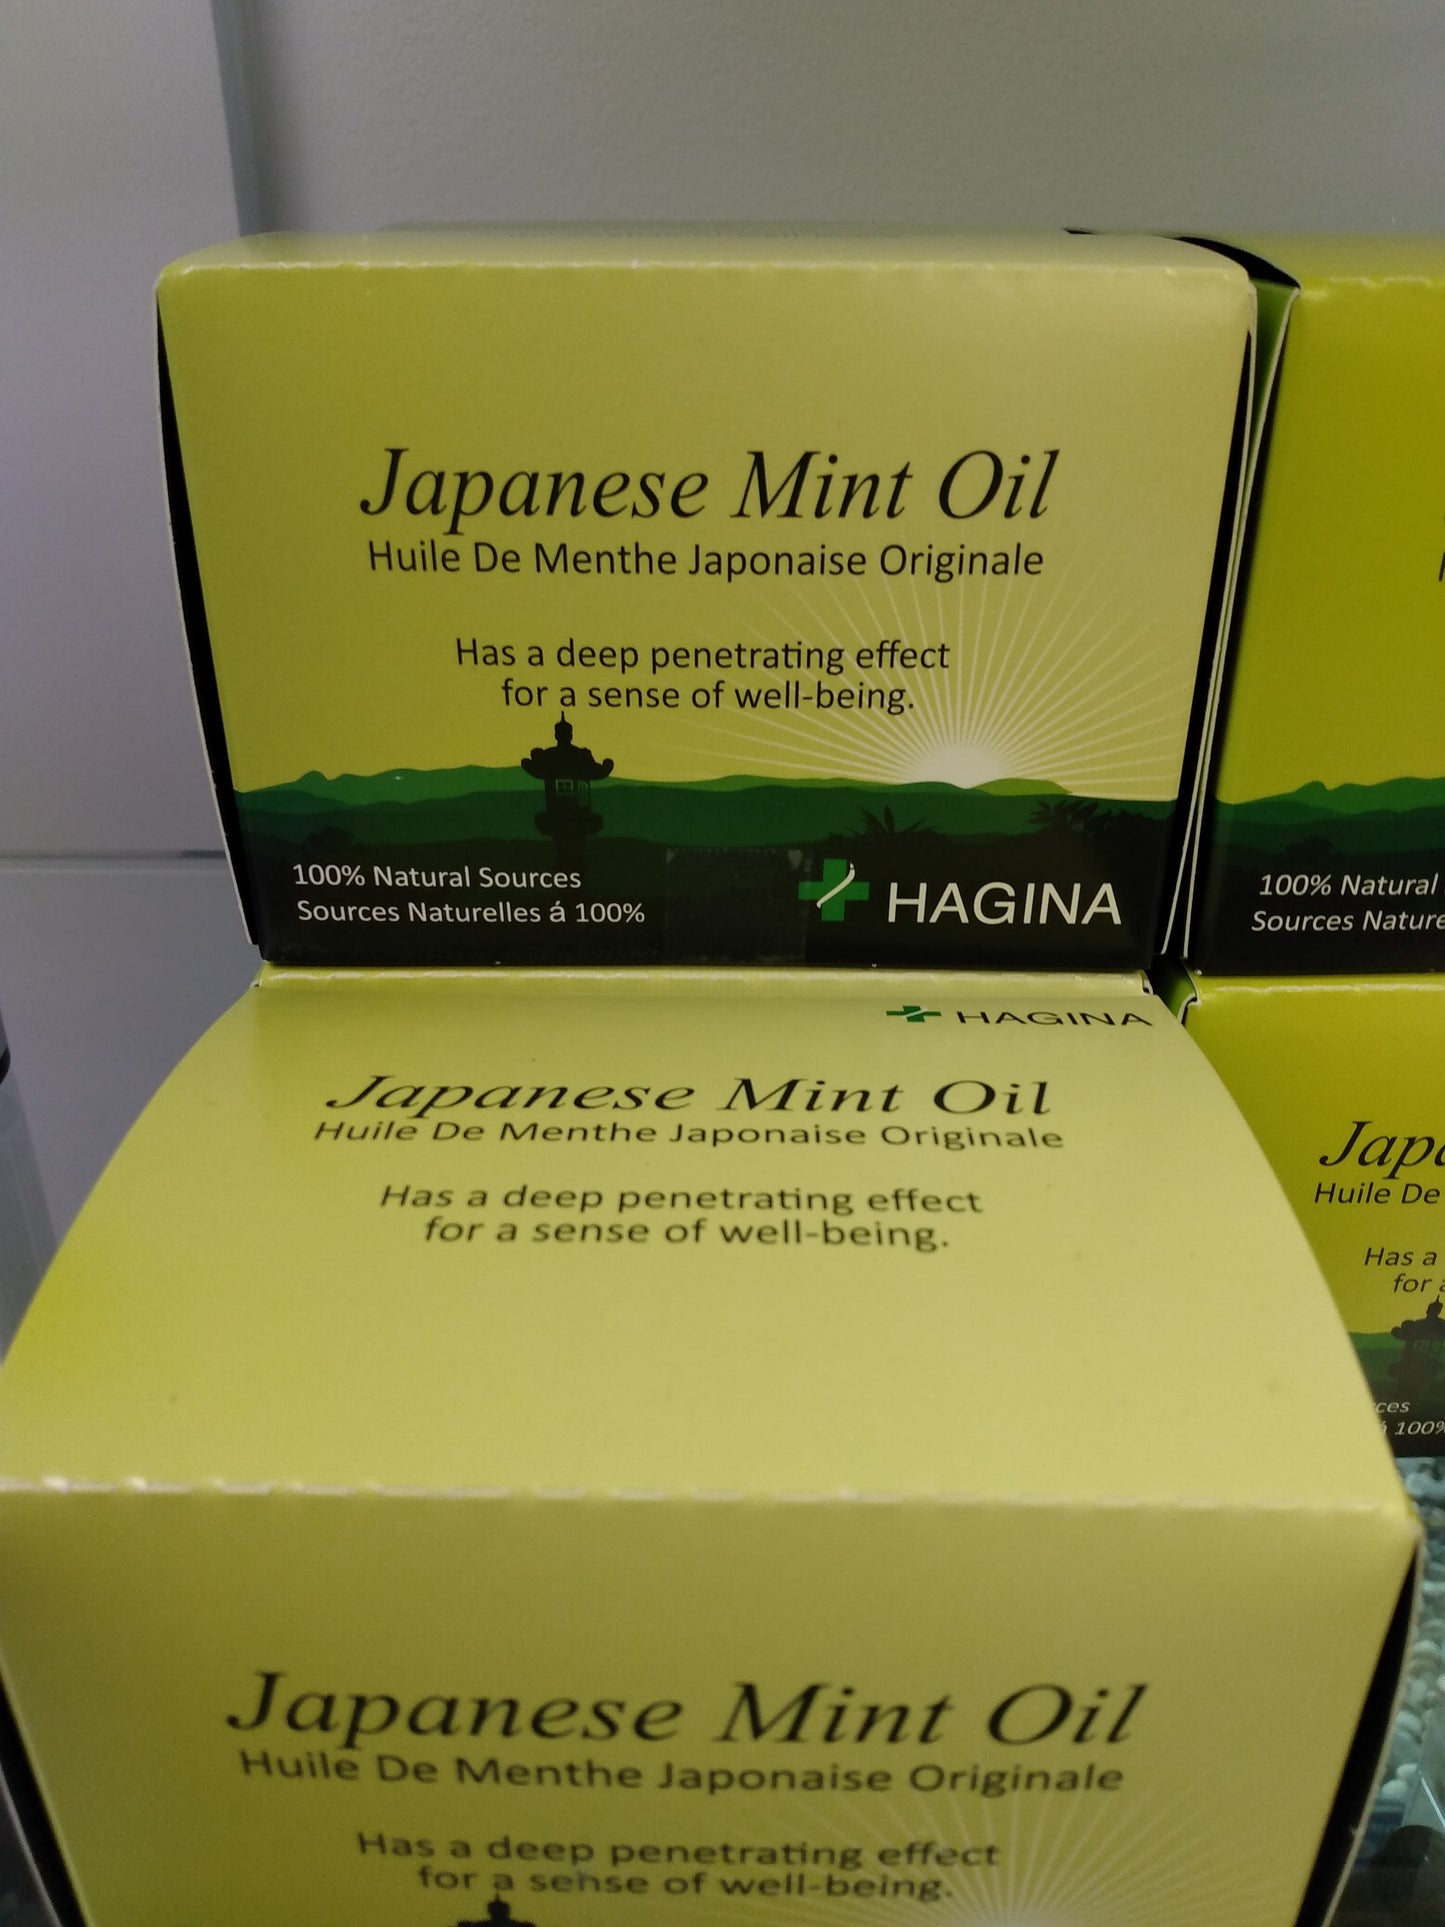 Japanese Mint Oil
Huile De Menthe Japonaise Originale
Has a deep penetrating effect
for a sense of well-being.
100% Natural Sources
Sources Naturelles á 100%
HAGINA
100% Natural
Sources
HAGINA
Japanese Mint Oil
Huile De Menthe Japonaise Originale
Has a deep penetrating effect
for a sense of well-being.
Huile De
Has a
for
á 100%
Japanese Mint Oil
Huile De Menthe Japonaise Originale
Has a deep penetrating effect
for a sense of well-being.